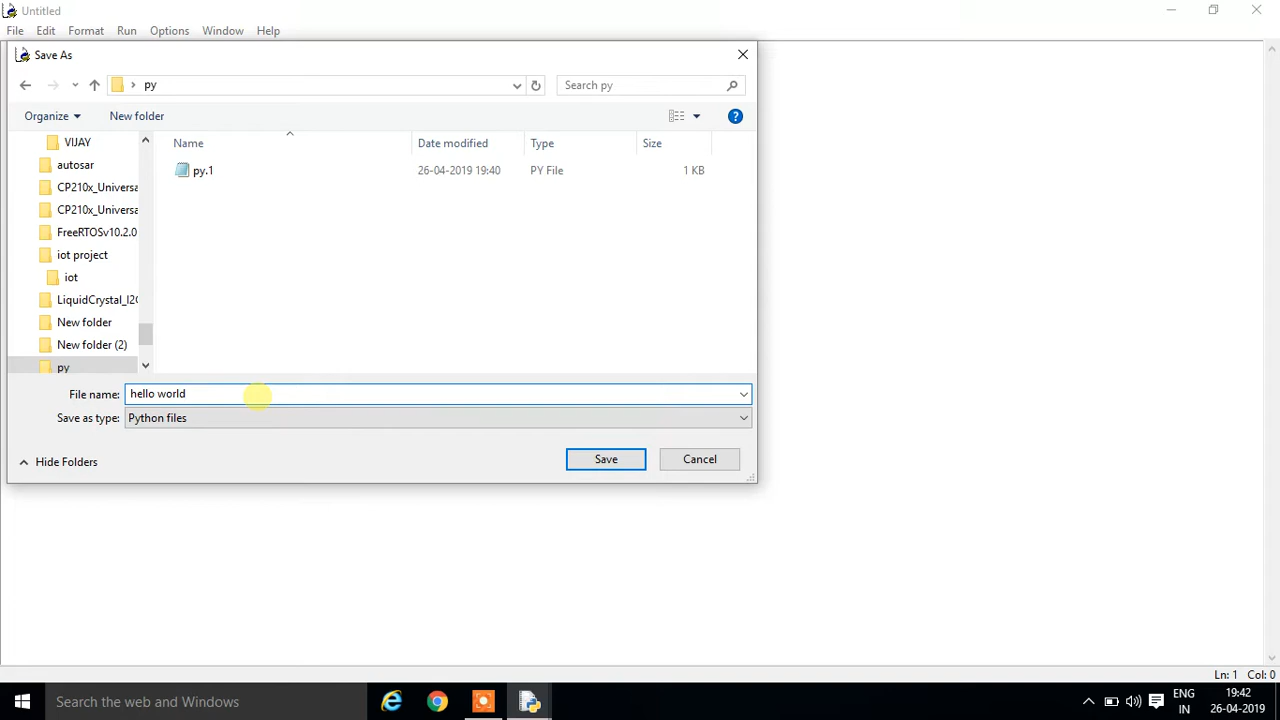 Untitled
File Edit Format Run Options Window Help
Save As
py
Search py
Organize New folder
Name Date modified Type Size
VIJAY
autosar
py.1 26-04-2019 19:40 PY File 1 KB
CP210x_Universa
CP210x_Universa
FreeRTOSv10.2.0
iot project
iot
LiquidCrystal_I2C
New folder
New folder (2)
py
File name: hello world
Save as type: Python files
Hide Folders
Save Cancel
Ln: 1 Col: 0
Search the web and Windows
ENG
IN
19:42
26-04-2019